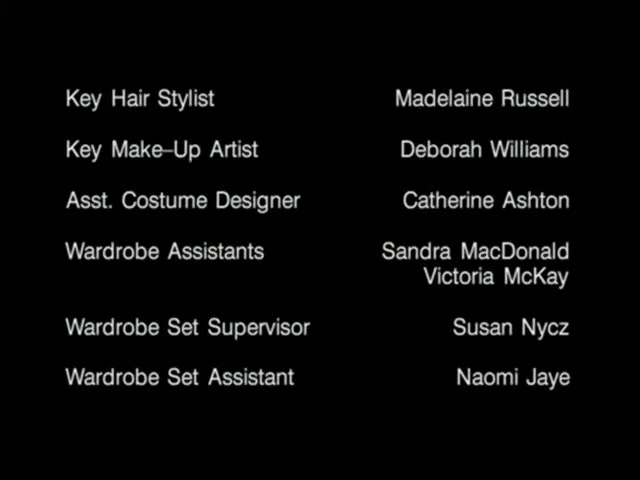 Key Hair Stylist Madelaine Russell
Key Make–Up Artist Deborah Williams
Asst. Costume Designer Catherine Ashton
Wardrobe Assistants Sandra MacDonald
Victoria McKay
Wardrobe Set Supervisor Susan Nycz
Wardrobe Set Assistant Naomi Jaye